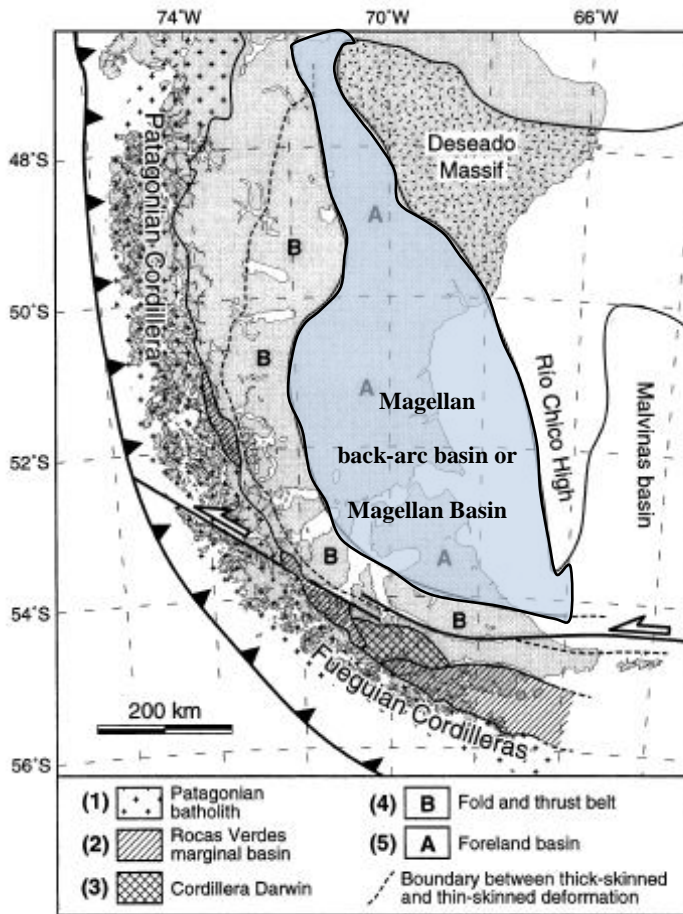 74°W 70°W 66°W
48°S
50°S
52°S
54°S
56°S
Patagonian Cordillera
Deseado
Massif
A
B
B
A
Magellan
back-arc basin or
Magellan Basin
Río Chico High
Malvinas basin
B
A
B
Fueguian Cordilleras
200 km
(1) Patagonian
batholith
(2) Rocas Verdes
marginal basin
(3) Cordillera Darwin
(4) B Fold and thrust belt
(5) A Foreland basin
Boundary between thick-skinned
and thin-skinned deformation